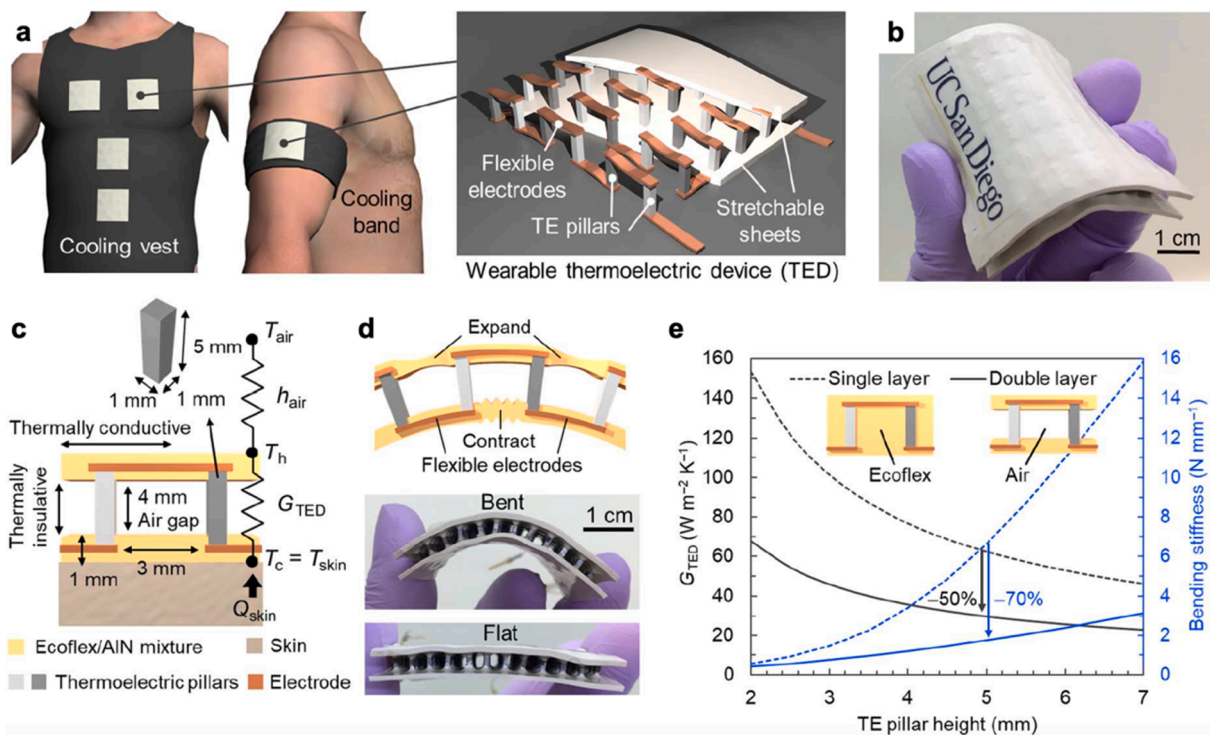 a
Cooling vest
Cooling
band
Flexible
electrodes
TE pillars
Stretchable
sheets
Wearable thermoelectric device (TED)
b
UC San Diego
1 cm
c
5 mm
1 mm
1 mm
T_air
h_air
Thermally conductive
T_h
Thermally
insulative
4 mm
Air gap
G_TED
3 mm
1 mm
T_c = T_skin
Q_skin
Ecoflex/AlN mixture
Skin
Thermoelectric pillars
Electrode
d
Expand
Contract
Flexible electrodes
Bent
1 cm
Flat
e
G_TED (W m⁻² K⁻¹)
160
140
120
100
80
60
40
20
0
Single layer
Double layer
Ecoflex
Air
−50%
−70%
16
14
12
10
8
6
4
2
0
Bending stiffness (N mm⁻¹)
2 3 4 5 6 7
TE pillar height (mm)